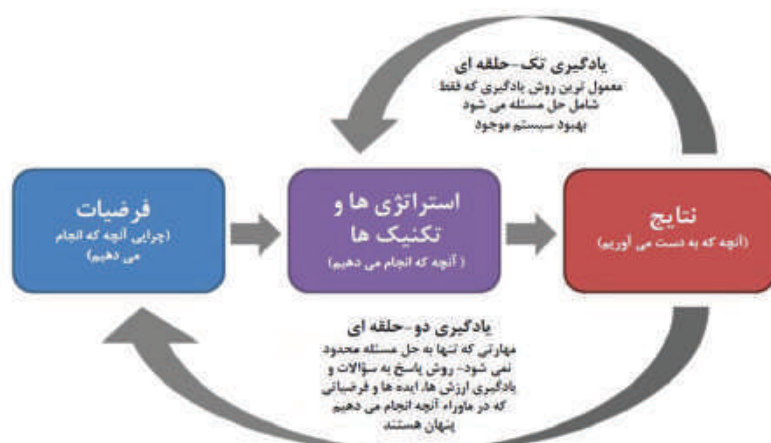 یادگیری تک-حلقه ای
معمول ترین روش یادگیری که فقط
شامل حل مسئله می شود
بهبود سیستم موجود
فرضیات
(چرایی آنچه که انجام
می دهیم)
استراتژی ها و
تکنیک ها
( آنچه که انجام می دهیم)
نتایج
(آنچه که به دست می آوریم)
یادگیری دو-حلقه ای
مهارتی که تنها به حل مسئله محدود
نمی شود- روش پاسخ به سؤالات و
یادگیری ارزش ها، ایده ها و فرضیاتی
که در ماوراء آنچه انجام می دهیم
پنهان هستند